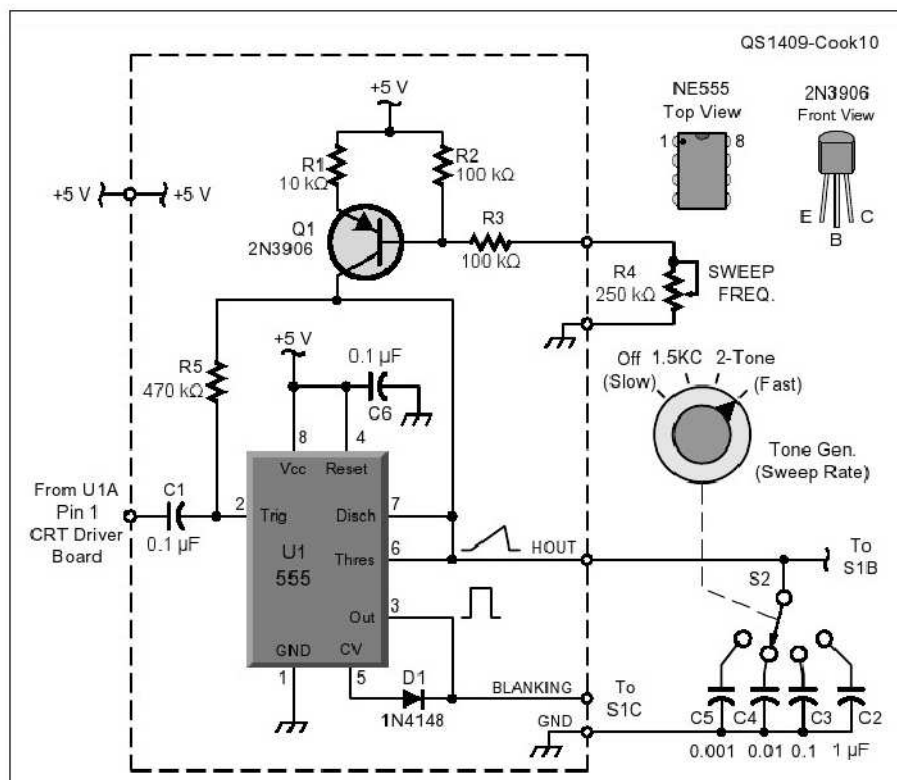 QS1409-Cook10
NE555
Top View
1
8
2N3906
Front View
E
B
C
+5 V
R1
10 kΩ
R2
100 kΩ
+5 V
+5 V
Q1
2N3906
R3
100 kΩ
R4
250 kΩ
SWEEP
FREQ.
+5 V
0.1 µF
C6
R5
470 kΩ
8
4
Vcc
Reset
Off
(Slow)
1.5KC
2-Tone
(Fast)
Tone Gen.
(Sweep Rate)
From U1A
Pin 1
CRT Driver
Board
C1
0.1 µF
2
Trig
Disch
7
U1
555
Thres
6
HOUT
To
S1B
S2
Out
3
GND
CV
1
5
D1
1N4148
BLANKING
To
S1C
GND
C5
C4
C3
C2
0.001
0.01
0.1
1 µF